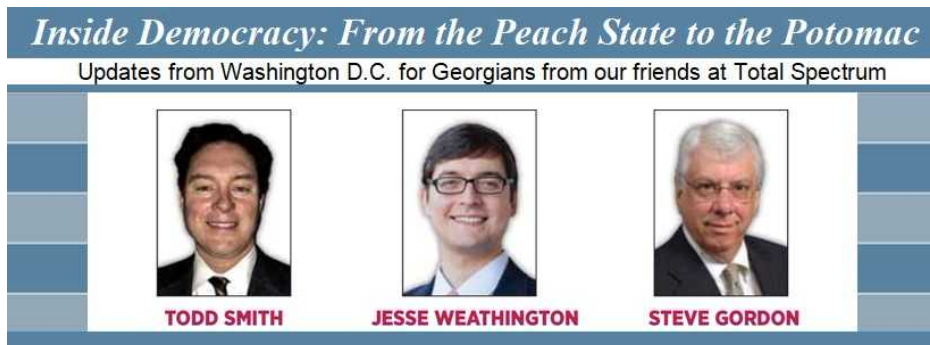 Inside Democracy: From the Peach State to the Potomac
Updates from Washington D.C. for Georgians from our friends at Total Spectrum
TODD SMITH
JESSE WEATHINGTON
STEVE GORDON